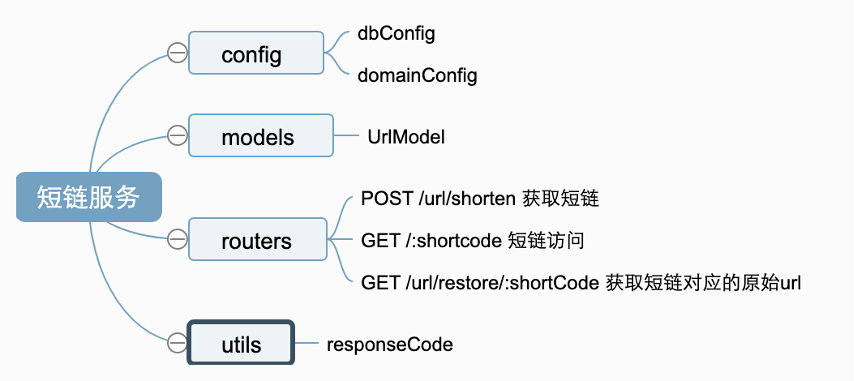 短链服务
config
dbConfig
domainConfig
models
UrlModel
routers
POST /url/shorten 获取短链
GET /:shortcode 短链访问
GET /url/restore/:shortCode 获取短链对应的原始url
utils
responseCode